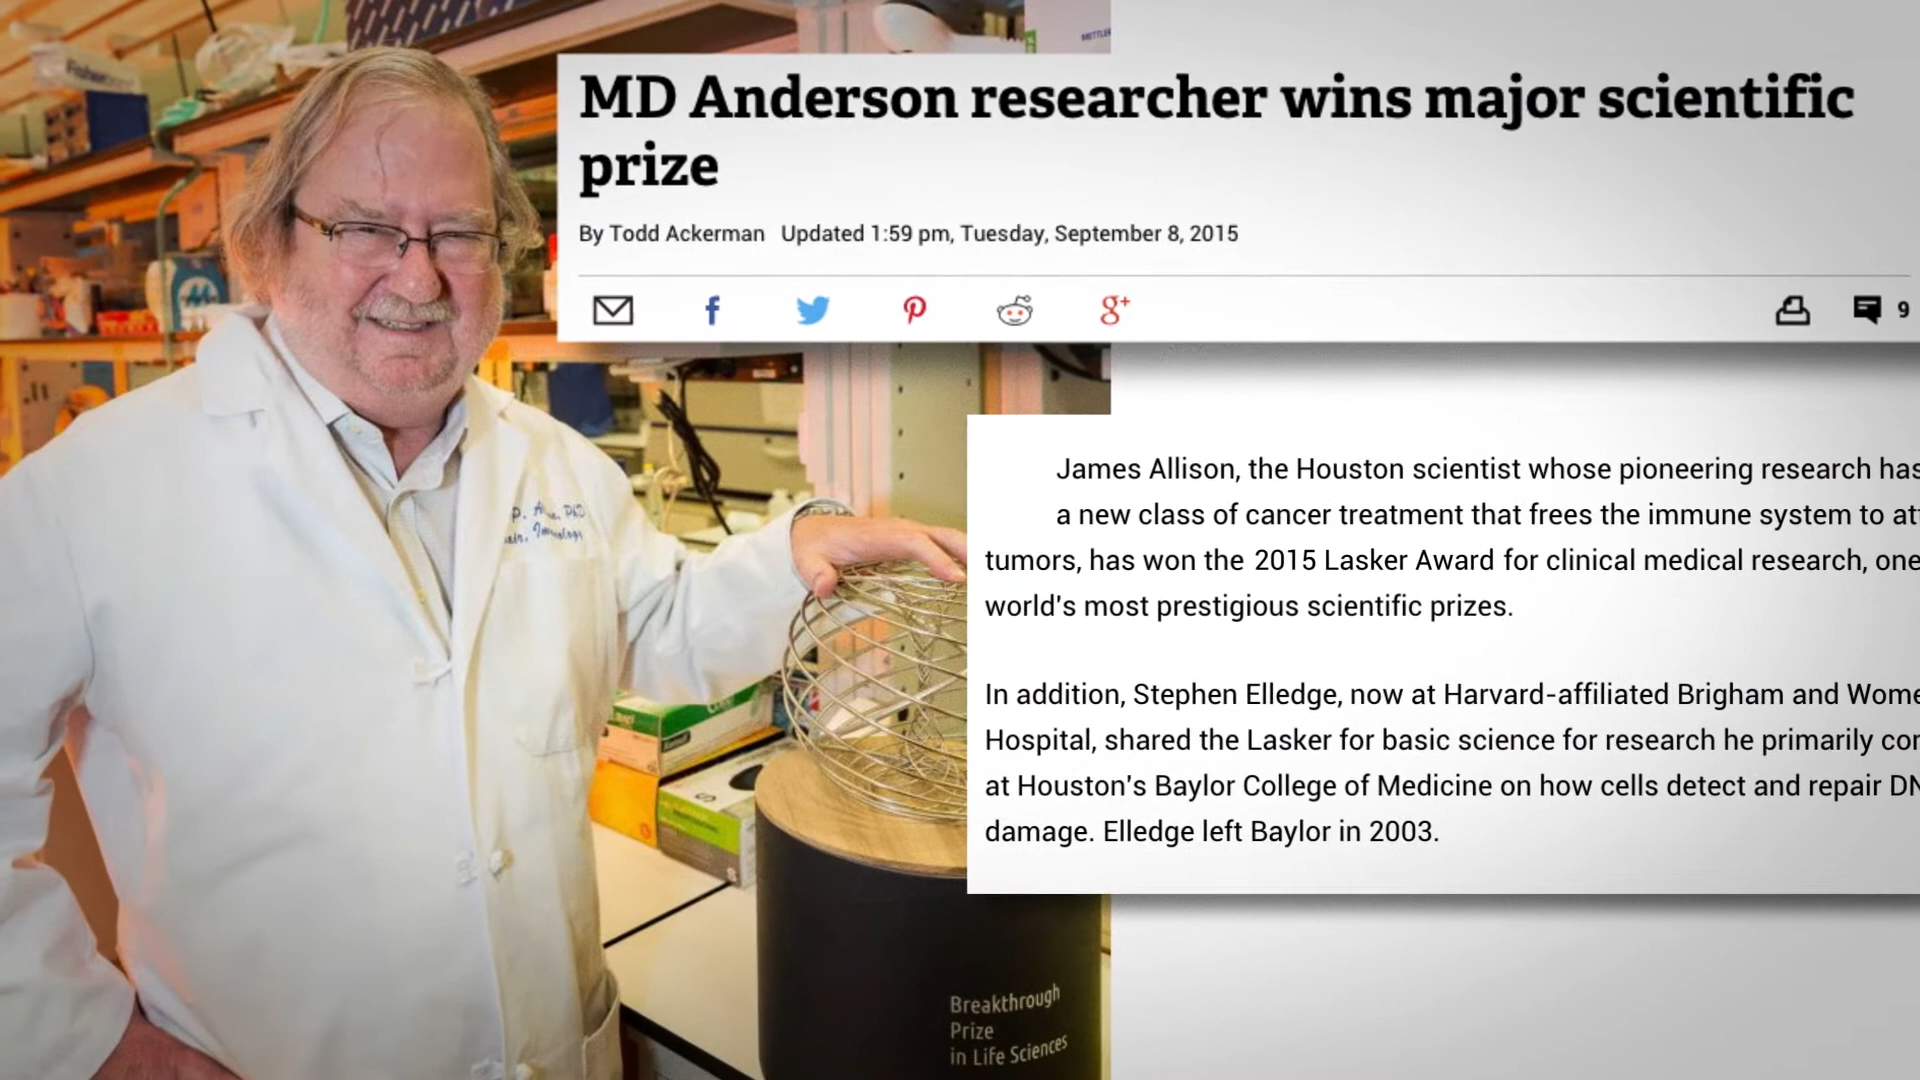 METTLER
MD Anderson researcher wins major scientific
prize
By Todd Ackerman Updated 1:59 pm, Tuesday, September 8, 2015
9
James Allison, the Houston scientist whose pioneering research has
a new class of cancer treatment that frees the immune system to
tumors, has won the 2015 Lasker Award for clinical medical research, one
world's most prestigious scientific prizes.
In addition, Stephen Elledge, now at Harvard-affiliated Brigham and
Hospital, shared the Lasker for basic science for research he primarily
at Houston's Baylor College of Medicine on how cells detect and repair
damage. Elledge left Baylor in 2003.
Breakthrough
Prize
in Life Sciences